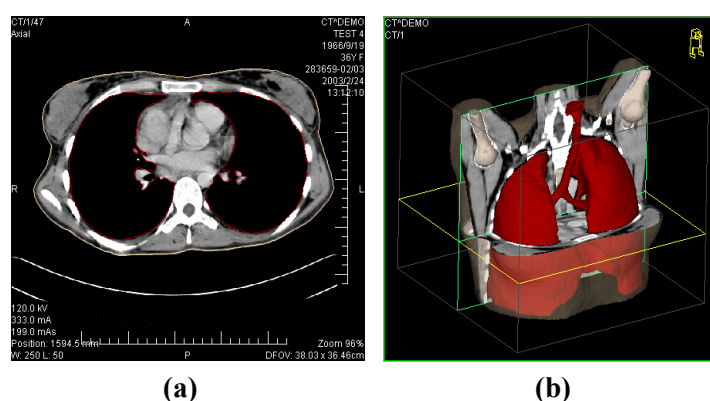 CT/1/47
Axial
A
CT^DEMO
TEST 4
1966/9/19
36Y F
283659-02/03
2003/2/24
13:12:10
R
L
120.0 kV
333.0 mA
199.0 mAs
Position: 1594.5 mm
W: 250 L: 50
P
Zoom 96%
DFOV: 38.03 x 36.46cm
CT^DEMO
CT/1
(a)
(b)